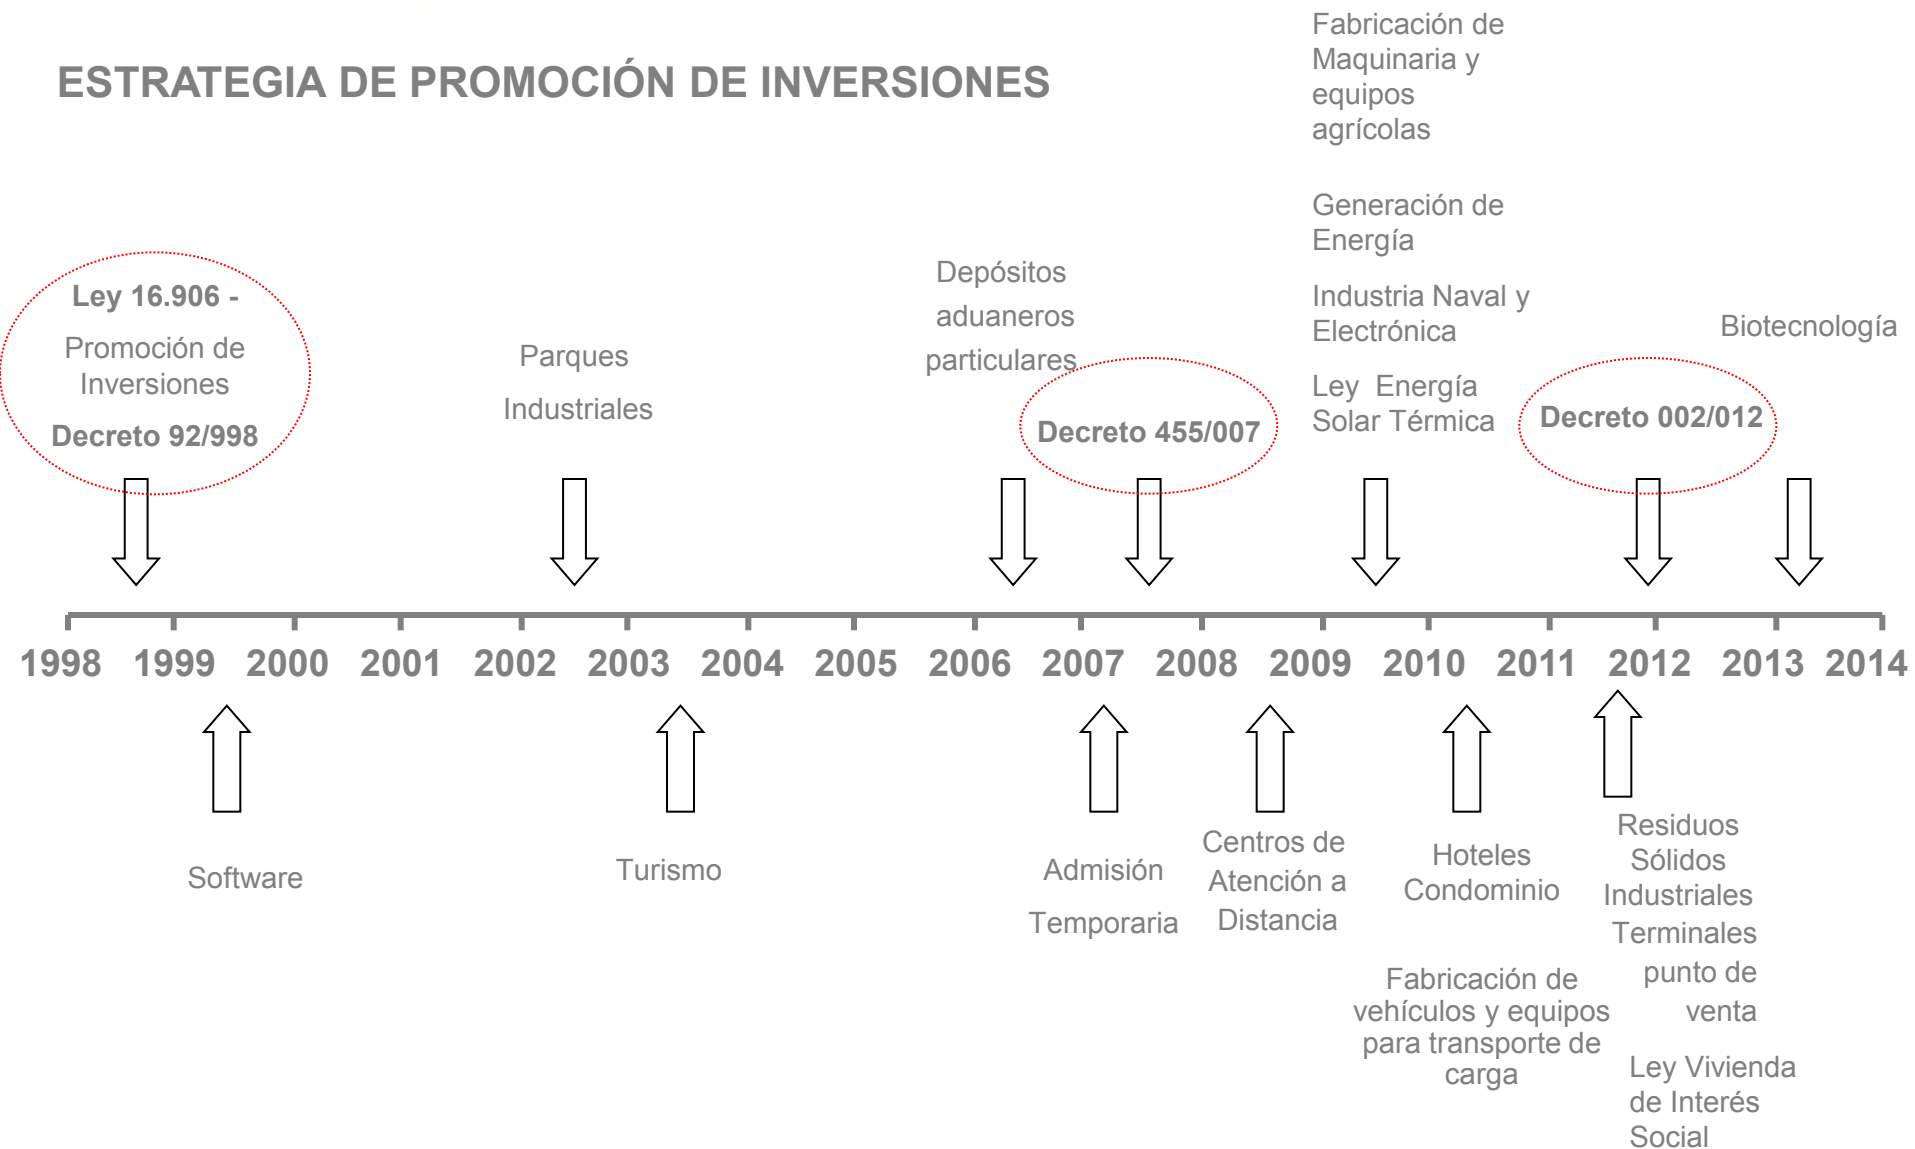 ESTRATEGIA DE PROMOCIÓN DE INVERSIONES
Fabricación de
Maquinaria y
equipos
agrícolas
Generación de
Energía
Industria Naval y
Electrónica
Ley Energía
Solar Térmica
Ley 16.906 -
Promoción de
Inversiones
Decreto 92/998
Parques
Industriales
Depósitos
aduaneros
particulares
Decreto 455/007
Decreto 002/012
Biotecnología
1998 1999 2000 2001 2002 2003 2004 2005 2006 2007 2008 2009 2010 2011 2012 2013 2014
Software
Turismo
Admisión
Temporaria
Centros de
Atención a
Distancia
Hoteles
Condominio
Fabricación de
vehículos y equipos
para transporte de
carga
Residuos
Sólidos
Industriales
Terminales
punto de
venta
Ley Vivienda
de Interés
Social